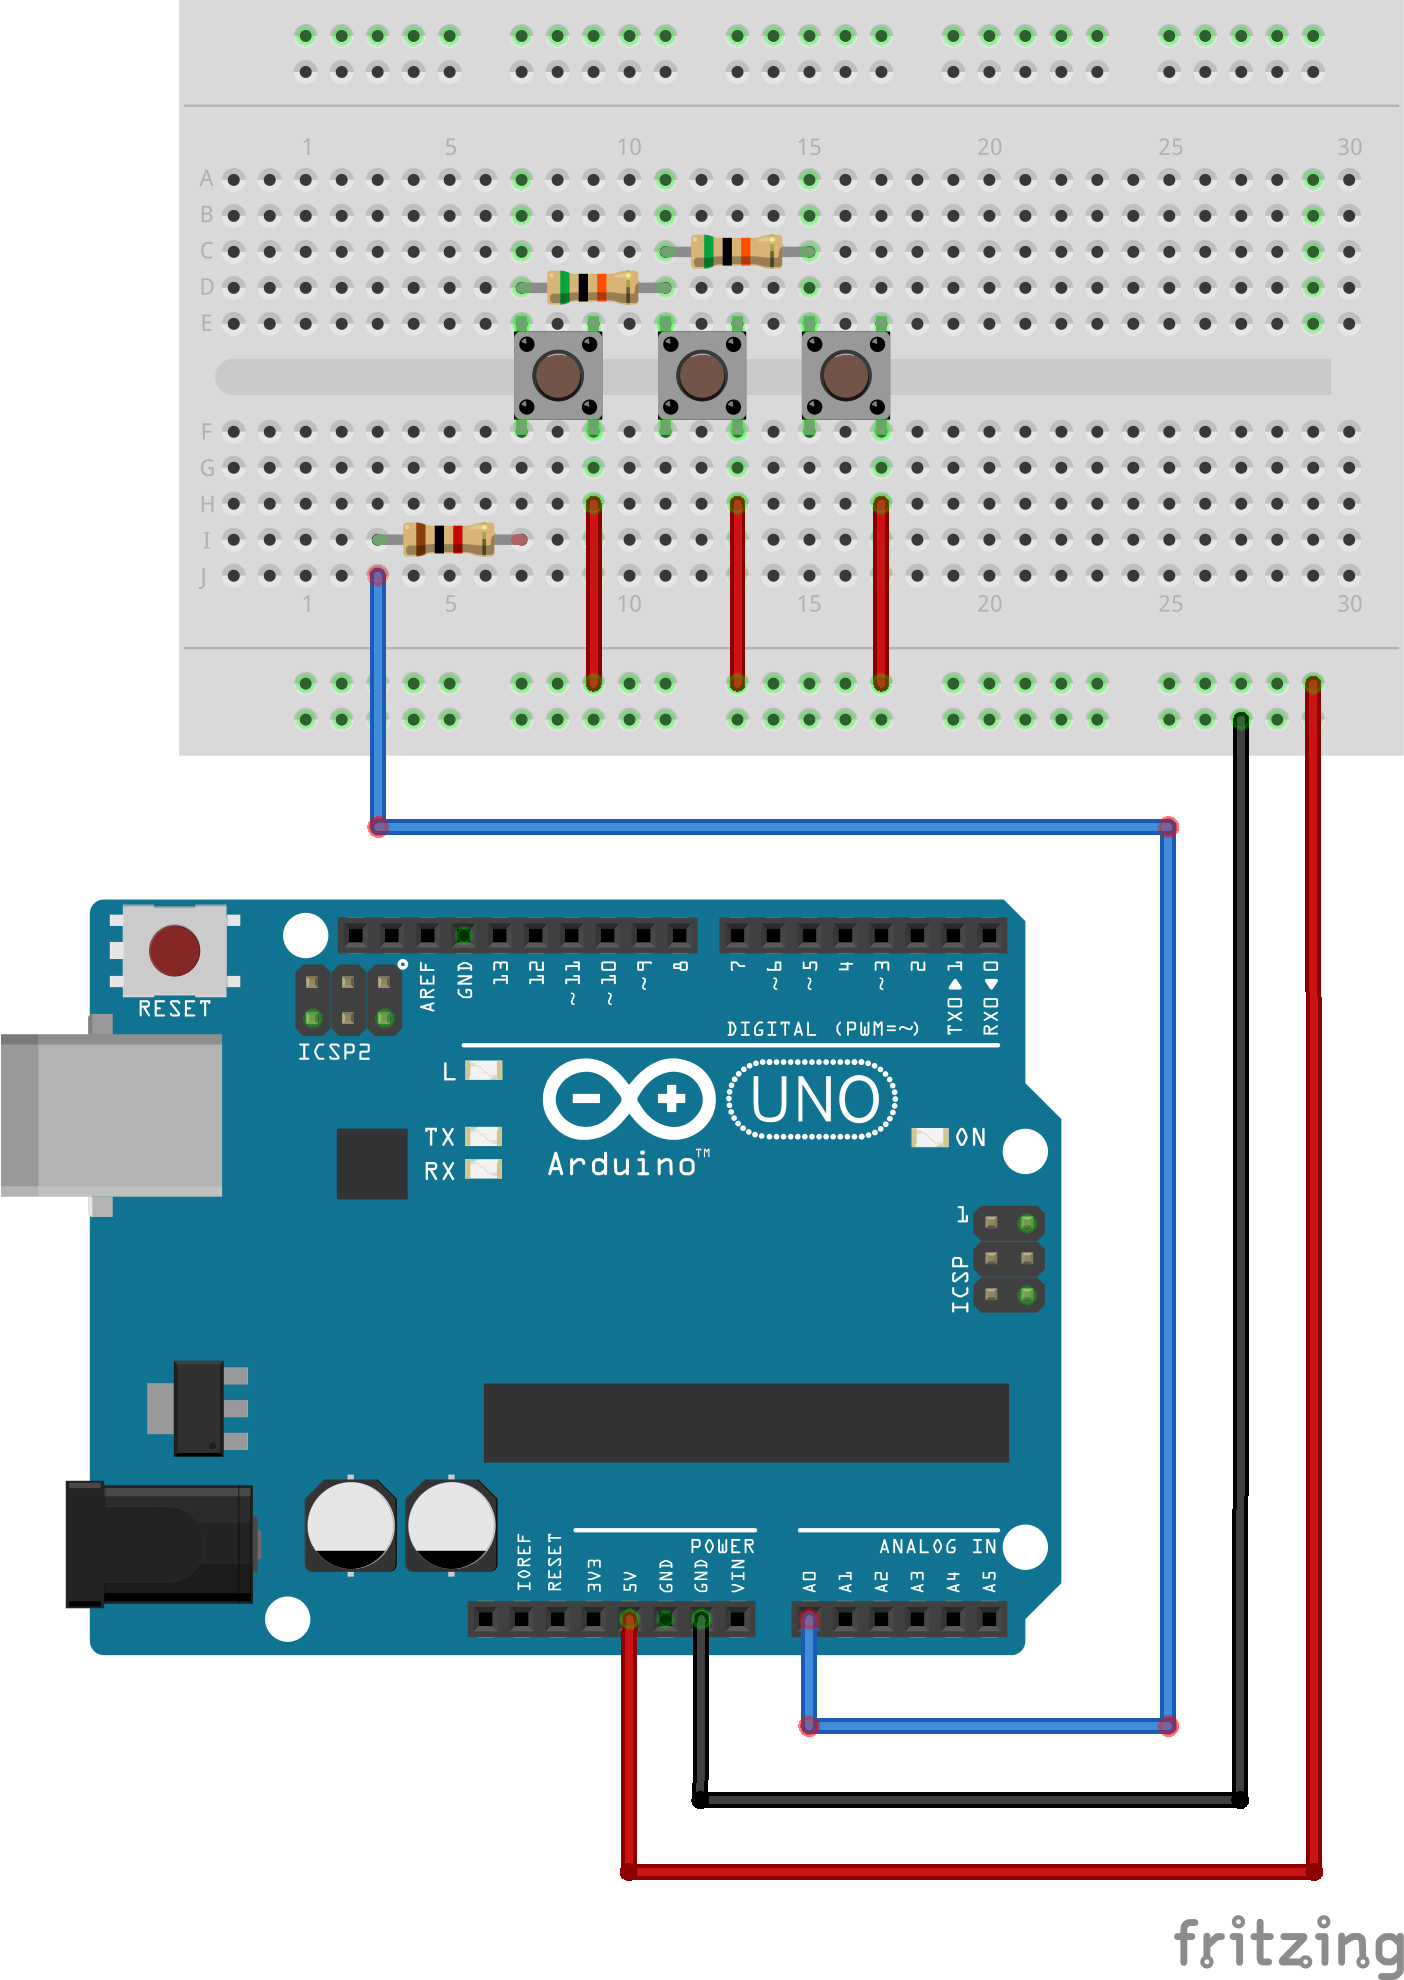 1 5 10 15 20 25 30
A
B
C
D
E
F
G
H
I
J
1 5 10 15 20 25 30
RESET
ICSP2
AREF
GND
13
12
~11
~10
~9
8
7
~6
~5
4
~3
2
TX0▶1
RX0◀0
DIGITAL (PWM=~)
L
TX
RX
UNO
Arduino™
ON
1
ICSP
IOREF
RESET
3V3
5V
GND
GND
VIN
POWER
A0
A1
A2
A3
A4
A5
ANALOG IN
fritzing